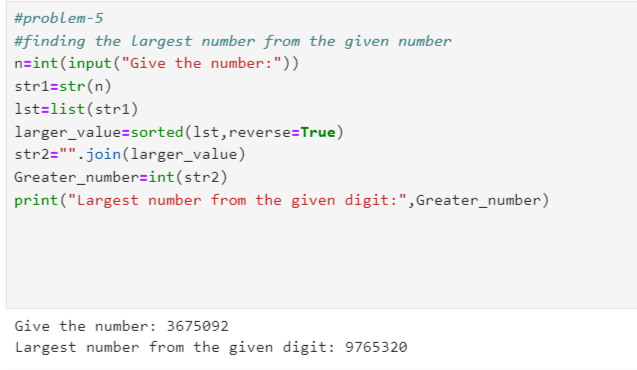 #problem-5
#finding the largest number from the given number
n=int(input("Give the number:"))
str1=str(n)
lst=list(str1)
larger_value=sorted(lst,reverse=True)
str2="".join(larger_value)
Greater_number=int(str2)
print("Largest number from the given digit:",Greater_number)
Give the number: 3675092
Largest number from the given digit: 9765320